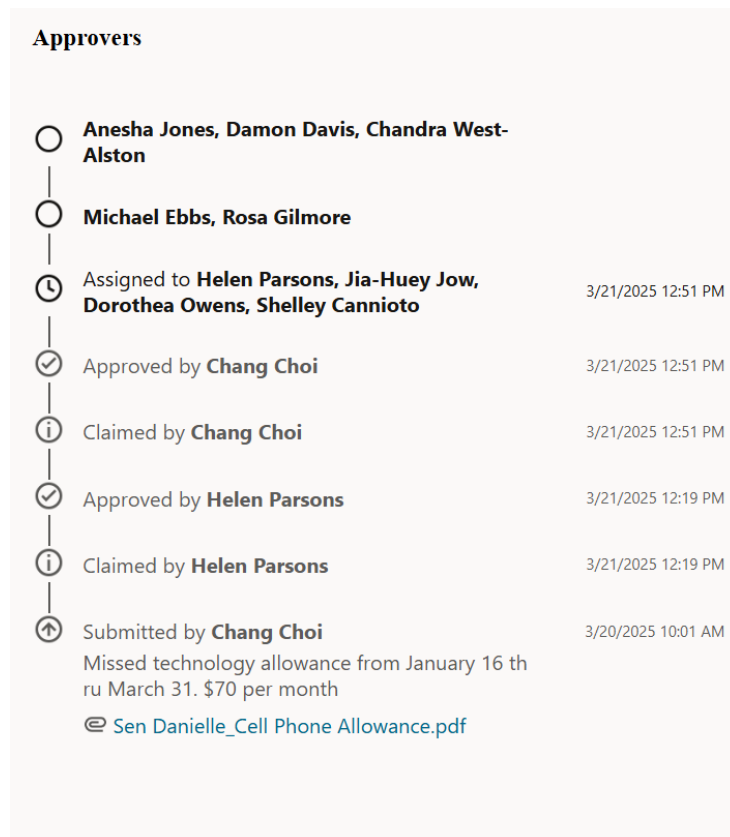 Approvers
Anesha Jones, Damon Davis, Chandra West-
Alston
Michael Ebbs, Rosa Gilmore
Assigned to Helen Parsons, Jia-Huey Jow,
Dorothea Owens, Shelley Cannioto
3/21/2025 12:51 PM
Approved by Chang Choi
3/21/2025 12:51 PM
Claimed by Chang Choi
3/21/2025 12:51 PM
Approved by Helen Parsons
3/21/2025 12:19 PM
Claimed by Helen Parsons
3/21/2025 12:19 PM
Submitted by Chang Choi
3/20/2025 10:01 AM
Missed technology allowance from January 16 th
ru March 31. $70 per month
Sen Danielle_Cell Phone Allowance.pdf